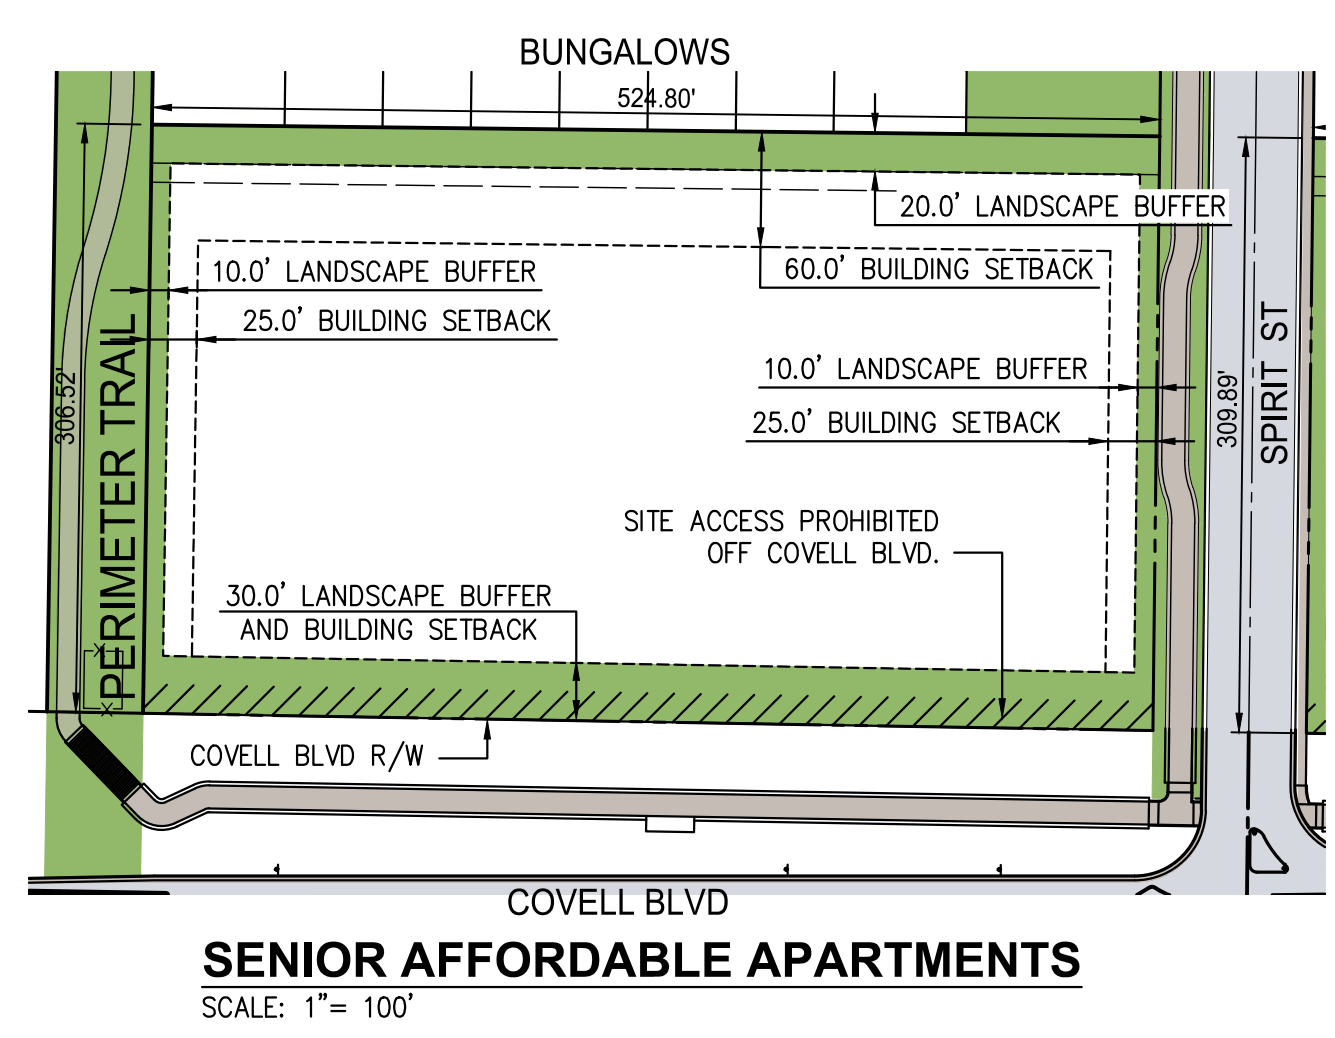 BUNGALOWS
524.80'
20.0' LANDSCAPE BUFFER
10.0' LANDSCAPE BUFFER
60.0' BUILDING SETBACK
25.0' BUILDING SETBACK
10.0' LANDSCAPE BUFFER
25.0' BUILDING SETBACK
306.52'
PERIMETER TRAIL
309.89'
SPIRIT ST
SITE ACCESS PROHIBITED
OFF COVELL BLVD.
30.0' LANDSCAPE BUFFER
AND BUILDING SETBACK
X
X
COVELL BLVD R/W
COVELL BLVD
SENIOR AFFORDABLE APARTMENTS
SCALE: 1"= 100'